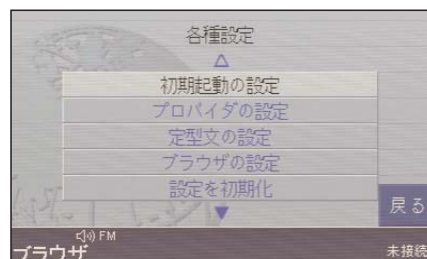 各種設定
△
初期起動の設定
プロバイダの設定
定型文の設定
ブラウザの設定
設定を初期化
▼
戻る
FM
ブラウザ
未接続